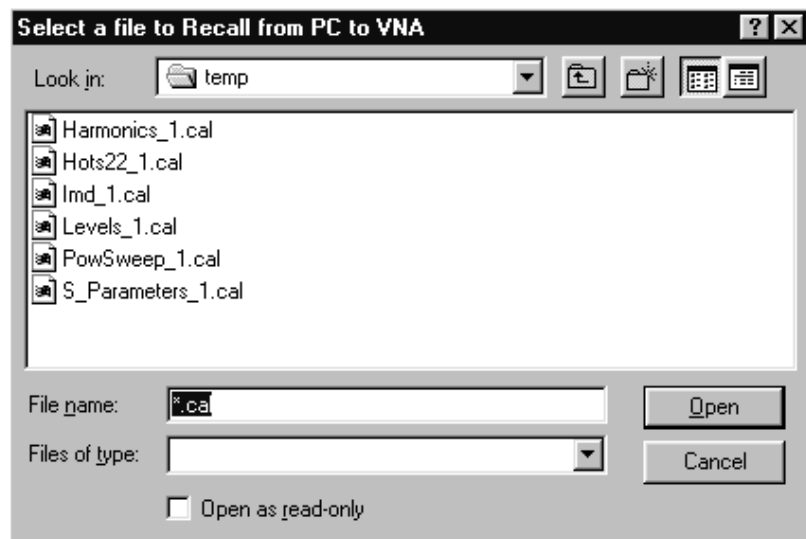 Select a file to Recall from PC to VNA
Look in: temp
Harmonics_1.cal
Hots22_1.cal
Imd_1.cal
Levels_1.cal
PowSweep_1.cal
S_Parameters_1.cal
File name: *.cal Open
Files of type: Cancel
Open as read-only